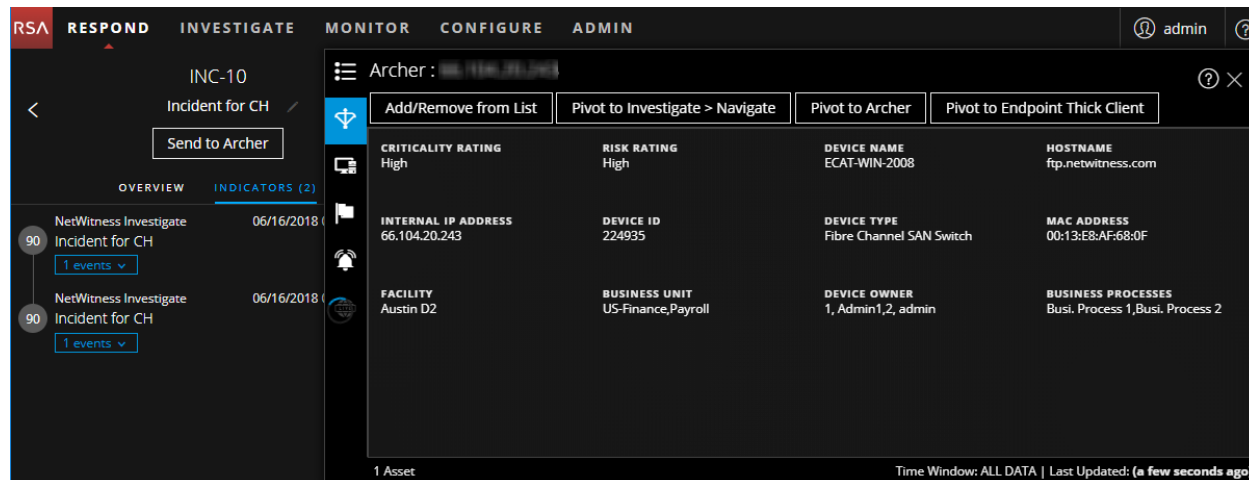 RSA RESPOND INVESTIGATE MONITOR CONFIGURE ADMIN admin
INC-10
Incident for CH
Send to Archer
OVERVIEW INDICATORS (2)
NetWitness Investigate 06/16/2018
90 Incident for CH
1 events
NetWitness Investigate 06/16/2018
90 Incident for CH
1 events
Archer :
Add/Remove from List Pivot to Investigate > Navigate Pivot to Archer Pivot to Endpoint Thick Client
CRITICALITY RATING RISK RATING DEVICE NAME HOSTNAME
High High ECAT-WIN-2008 ftp.netwitness.com
INTERNAL IP ADDRESS DEVICE ID DEVICE TYPE MAC ADDRESS
66.104.20.243 224935 Fibre Channel SAN Switch 00:13:E8:AF:68:0F
FACILITY BUSINESS UNIT DEVICE OWNER BUSINESS PROCESSES
Austin D2 US-Finance,Payroll 1, Admin1,2, admin Busi. Process 1,Busi. Process 2
1 Asset Time Window: ALL DATA | Last Updated: (a few seconds ago